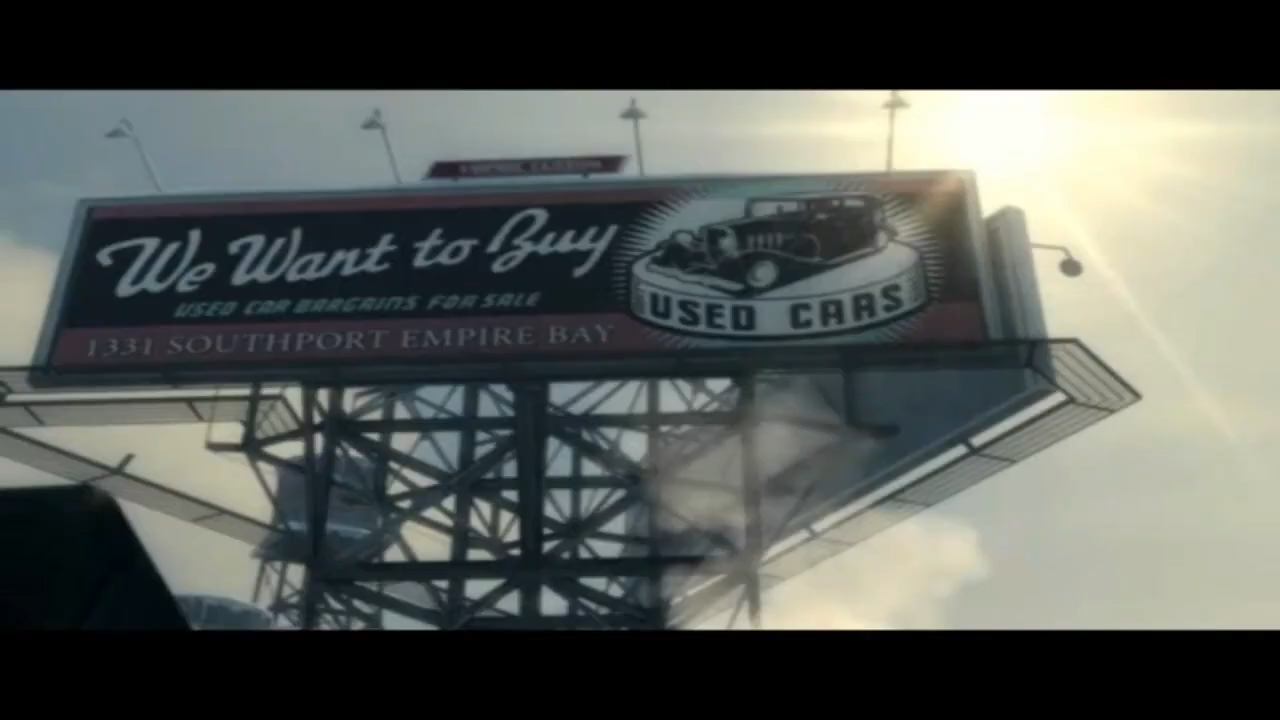 We Want to Buy
USED CAR BARGAINS FOR SALE
1331 SOUTHPORT EMPIRE BAY
USED CARS